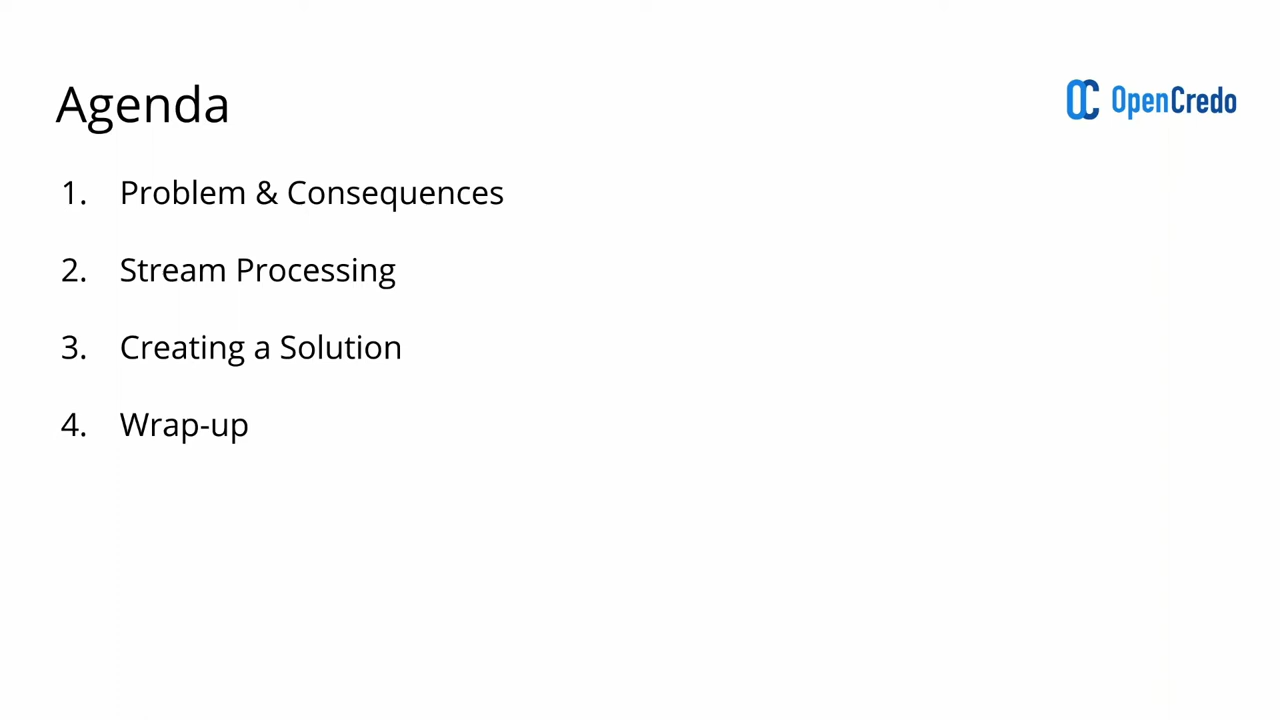 Agenda
OpenCredo
1. Problem & Consequences
2. Stream Processing
3. Creating a Solution
4. Wrap-up